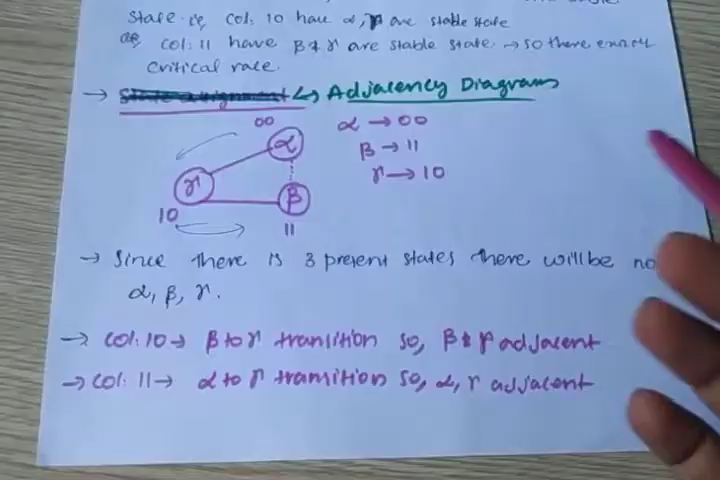 state. ie, col: 10 have α, γ are stable state
col: 11 have β & γ are stable state → so there exist
critical race.
→ ↳ Adjacency Diagram
00 α → 00
α β → 11
γ γ → 10
β
10
11
→ Since there is 3 present states there will be no
α, β, γ.
→ col: 10 → β to γ transition so, β & γ adjacent
→ col: 11 → α to γ transition so, α, γ adjacent